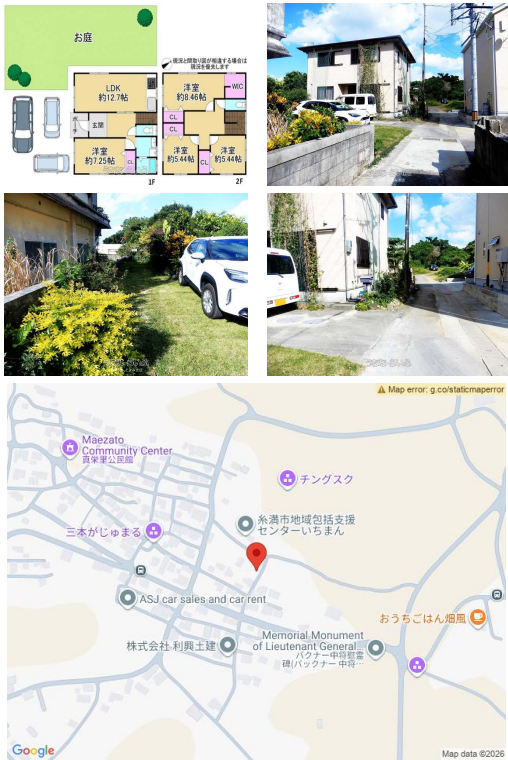 お庭
現況と間取り図が相違する場合は
現況を優先します
LDK
約12.7帖
玄関
洋室
約7.25帖
CL
1F
洋室
約8.46帖
WIC
CL
CL
洋室
約5.44帖
CL
洋室
約5.44帖
2F
Map error: g.co/staticmaperror
Maezato
Community Center
真栄里公民館
チングスク
糸満市地域包括支援
センターいちまん
三本がじゅまる
ASJ car sales and car rent
おうちごはん畑風
株式会社 利興土建
Memorial Monument
of Lieutenant General...
バクナー中将慰霊
碑(バックナー 中将…
Google
Map data ©2026